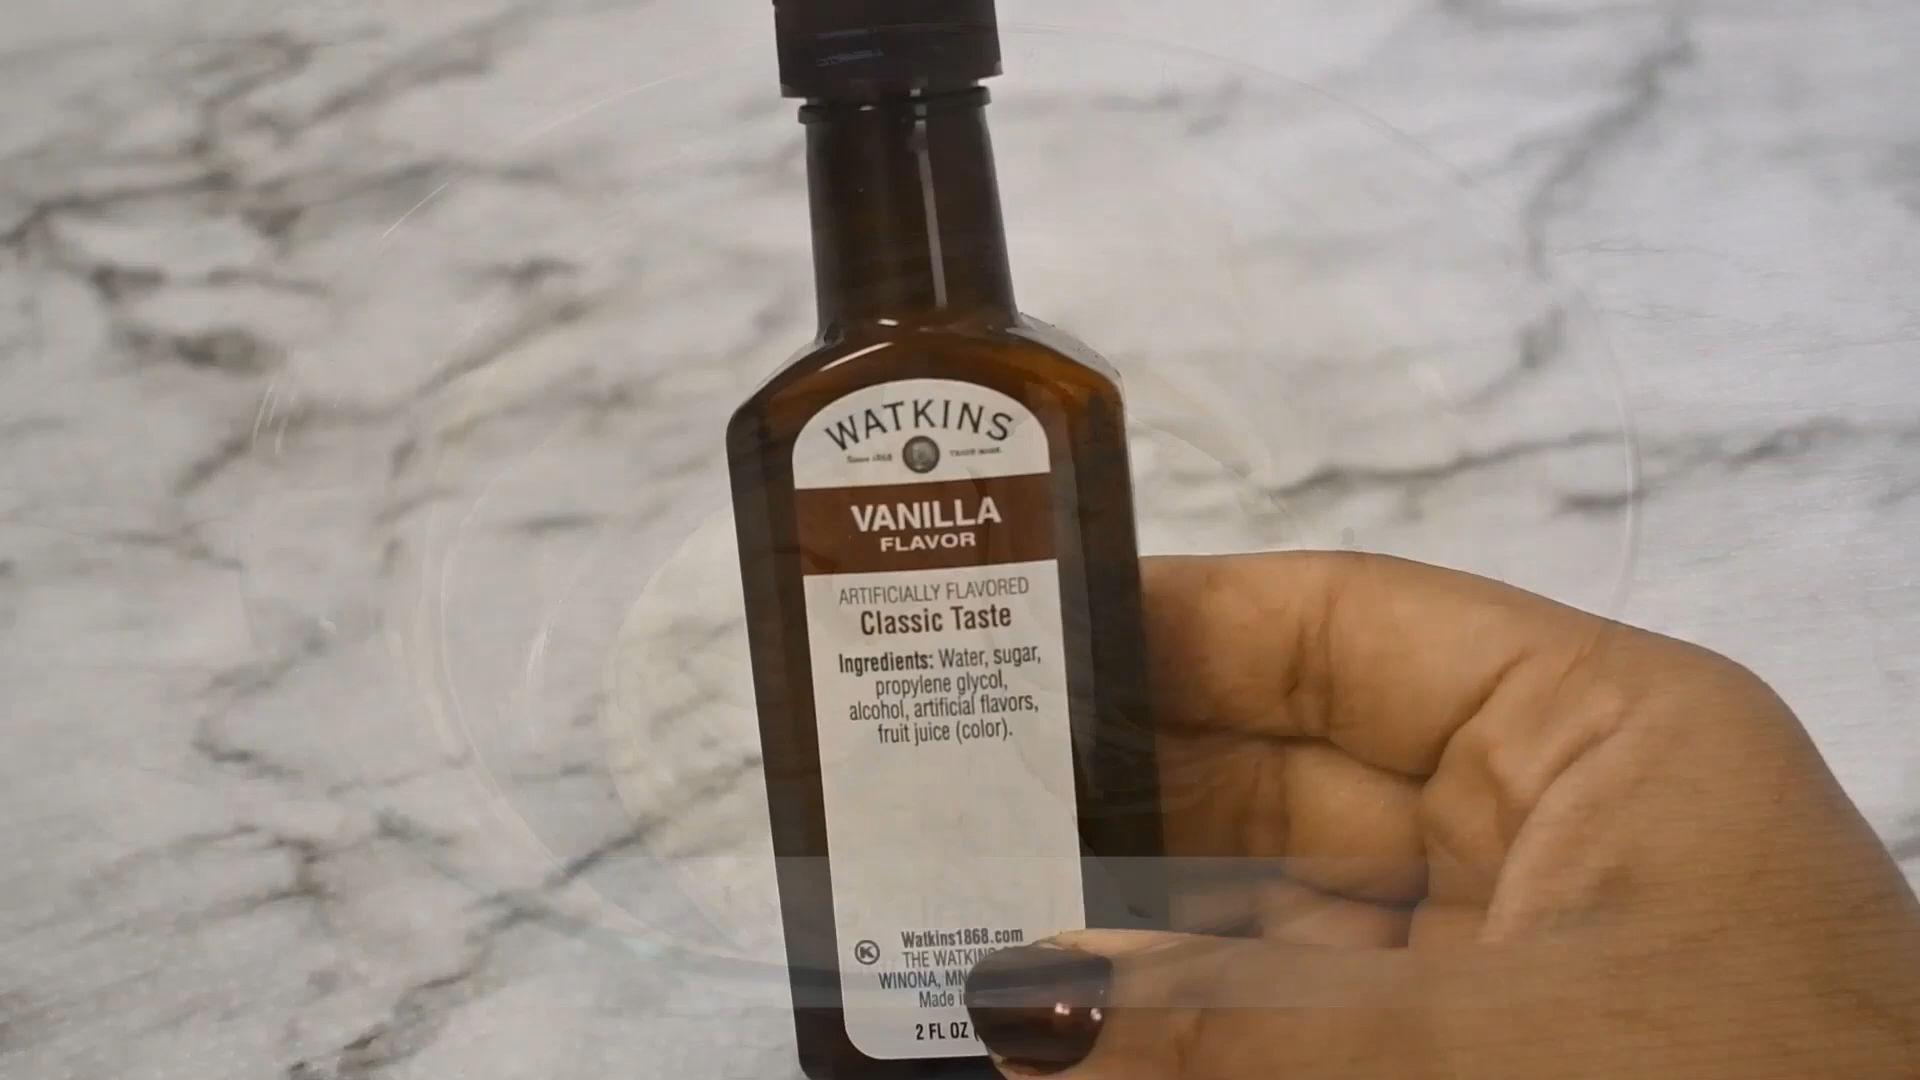 WATKINS
Since 1868 TRADE MARK
VANILLA
FLAVOR
ARTIFICIALLY FLAVORED
Classic Taste
Ingredients: Water, sugar,
propylene glycol,
alcohol, artificial flavors,
fruit juice (color).
Watkins1868.com
K
THE
WINONA, MN
Made
2 FL OZ